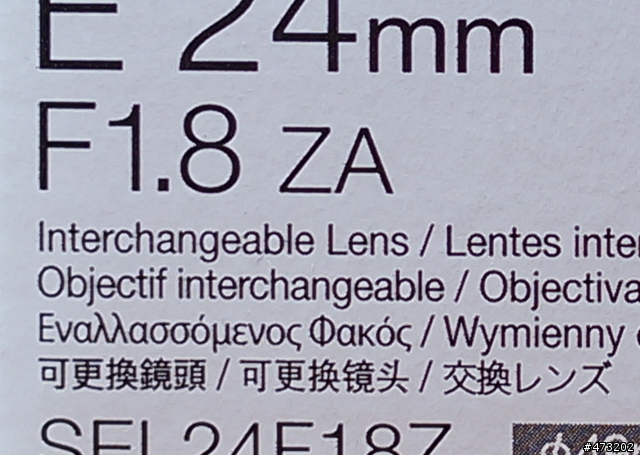 E 24mm
F1.8 ZA
Interchangeable Lens / Lentes
Objectif interchangeable /
Εναλλασσόμενος Φακός / Wymienny
可更換鏡頭 / 可更换镜头 / 交換レンズ
SEL24F18Z
#473202